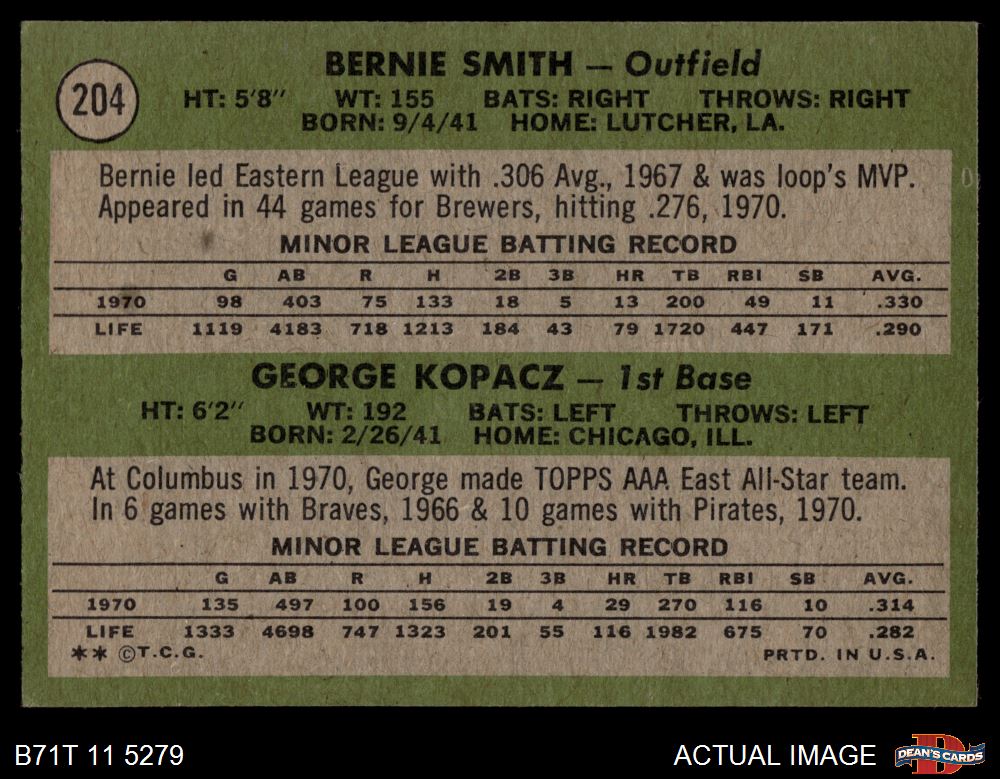 204
BERNIE SMITH — Outfield
HT: 5'8" WT: 155 BATS: RIGHT THROWS: RIGHT
BORN: 9/4/41 HOME: LUTCHER, LA.
Bernie led Eastern League with .306 Avg., 1967 & was loop's MVP.
Appeared in 44 games for Brewers, hitting .276, 1970.
MINOR LEAGUE BATTING RECORD
G AB R H 2B 3B HR TB RBI SB AVG.
1970 98 403 75 133 18 5 13 200 49 11 .330
LIFE 1119 4183 718 1213 184 43 79 1720 447 171 .290
GEORGE KOPACZ — 1st Base
HT: 6'2" WT: 192 BATS: LEFT THROWS: LEFT
BORN: 2/26/41 HOME: CHICAGO, ILL.
At Columbus in 1970, George made TOPPS AAA East All-Star team.
In 6 games with Braves, 1966 & 10 games with Pirates, 1970.
MINOR LEAGUE BATTING RECORD
G AB R H 2B 3B HR TB RBI SB AVG.
1970 135 497 100 156 19 4 29 270 116 10 .314
LIFE 1333 4698 747 1323 201 55 116 1982 675 70 .282
** ©T.C.G. PRTD. IN U.S.A.
B71T 11 5279 ACTUAL IMAGE DEAN'S CARDS